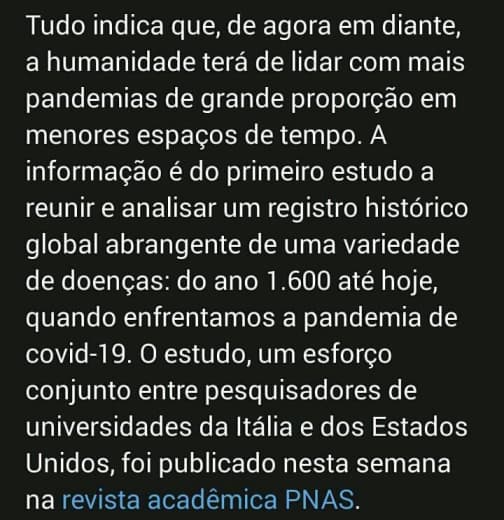 Tudo indica que, de agora em diante,
a humanidade terá de lidar com mais
pandemias de grande proporção em
menores espaços de tempo. A
informação é do primeiro estudo a
reunir e analisar um registro histórico
global abrangente de uma variedade
de doenças: do ano 1.600 até hoje,
quando enfrentamos a pandemia de
covid-19. O estudo, um esforço
conjunto entre pesquisadores de
universidades da Itália e dos Estados
Unidos, foi publicado nesta semana
na revista acadêmica PNAS.